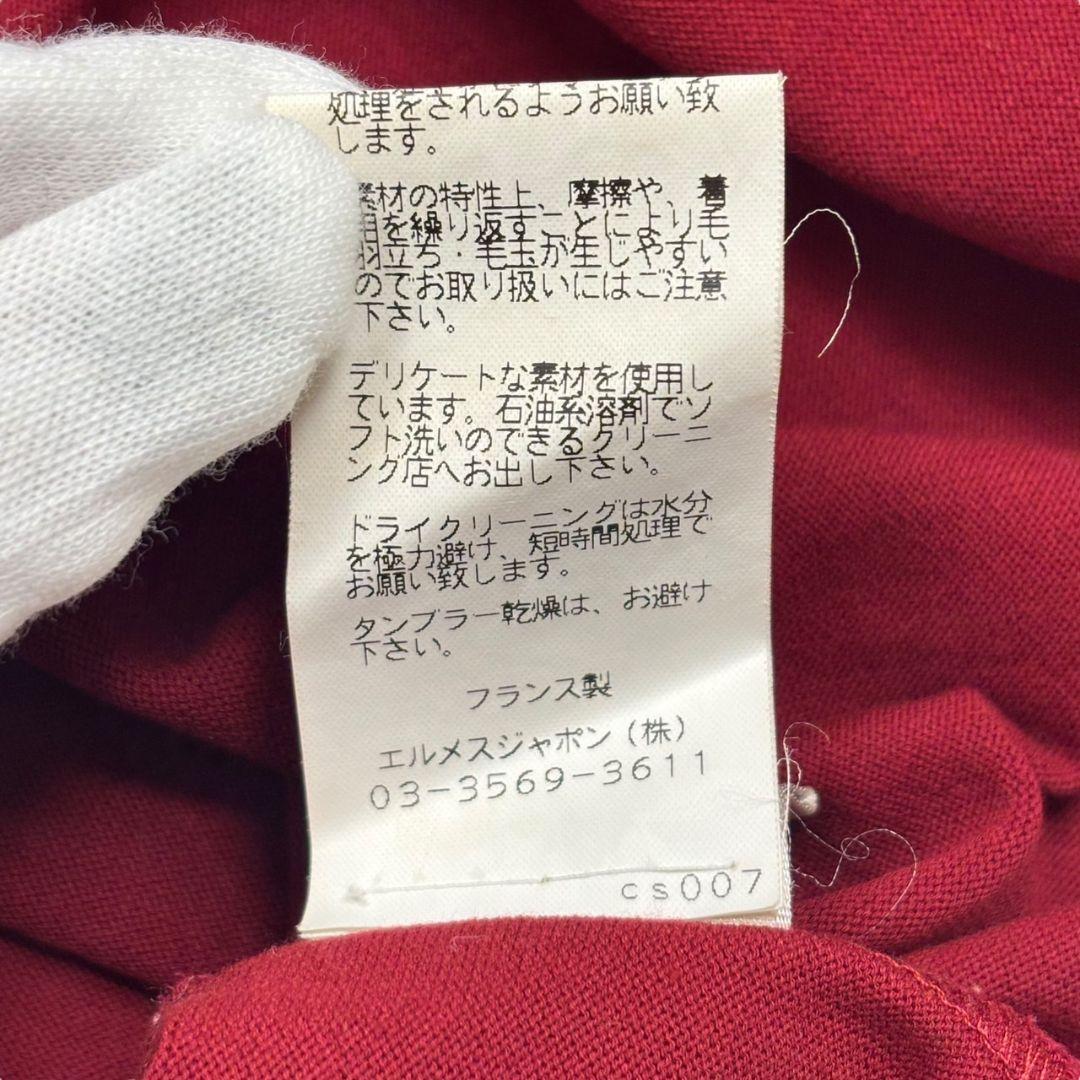 処理をされるようお願い致
します。
素材の特性上、摩擦や、着
用を繰り返すことにより毛
羽立ち・毛玉が生じやすい
のでお取り扱いにはご注意
下さい。
デリケートな素材を使用し
ています。石油系溶剤でソ
フト洗いのできるクリーニ
ング店へお出し下さい。
ドライクリーニングは水分
を極力避け、短時間処理で
お願い致します。
タンブラー乾燥は、お避け
下さい。
フランス製
エルメスジャポン（株）
03-3569-3611
cs007